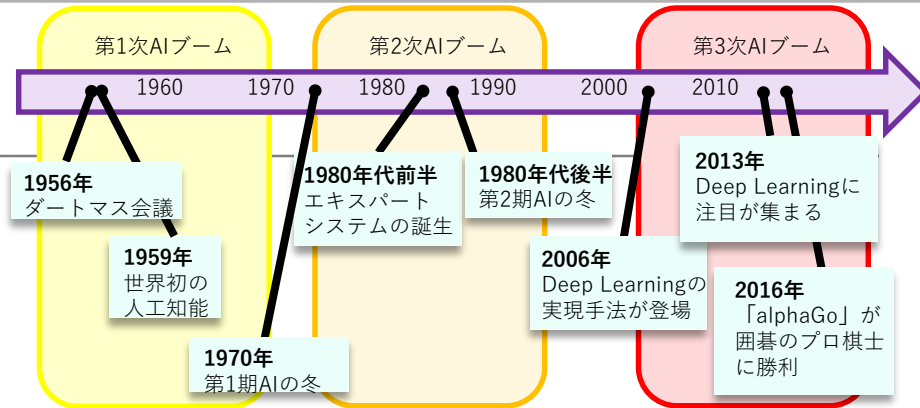 第1次AIブーム
第2次AIブーム
第3次AIブーム
1960
1970
1980
1990
2000
2010
1956年
ダートマス会議
1959年
世界初の
人工知能
1970年
第1期AIの冬
1980年代前半
エキスパート
システムの誕生
1980年代後半
第2期AIの冬
2006年
Deep Learningの
実現手法が登場
2013年
Deep Learningに
注目が集まる
2016年
「alphaGo」が
囲碁のプロ棋士
に勝利